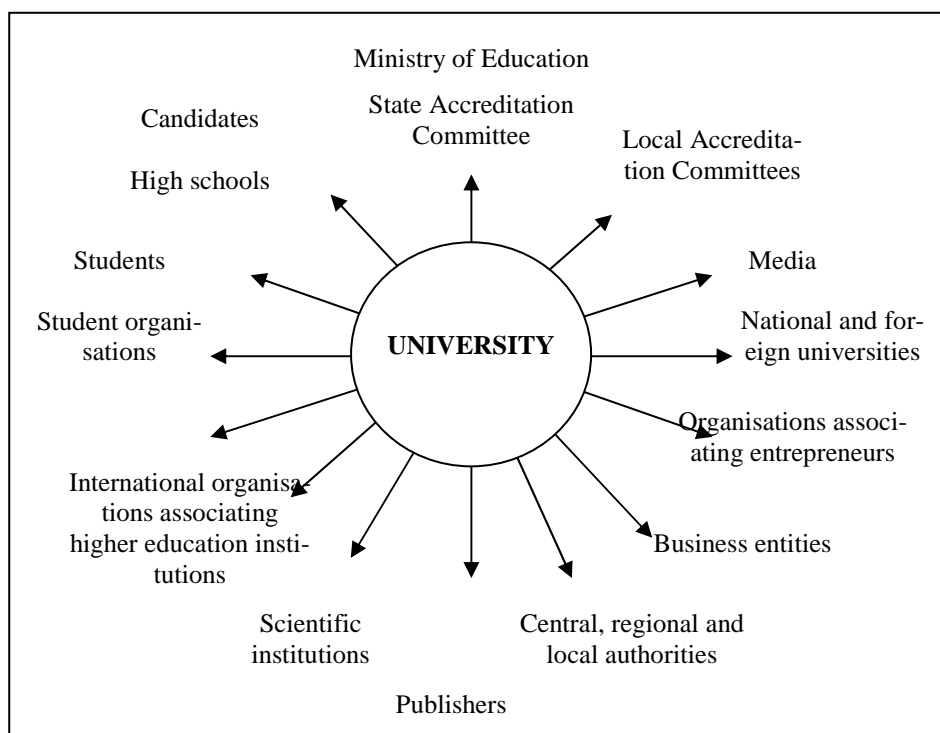 Ministry of Education
State Accreditation
Committee
Candidates
Local Accredita-
tion Committees
High schools
Students
Media
Student organi-
sations
UNIVERSITY
National and for-
eign universities
Organisations associ-
ating entrepreneurs
International organisa-
tions associating
higher education insti-
tutions
Business entities
Scientific
institutions
Central, regional and
local authorities
Publishers